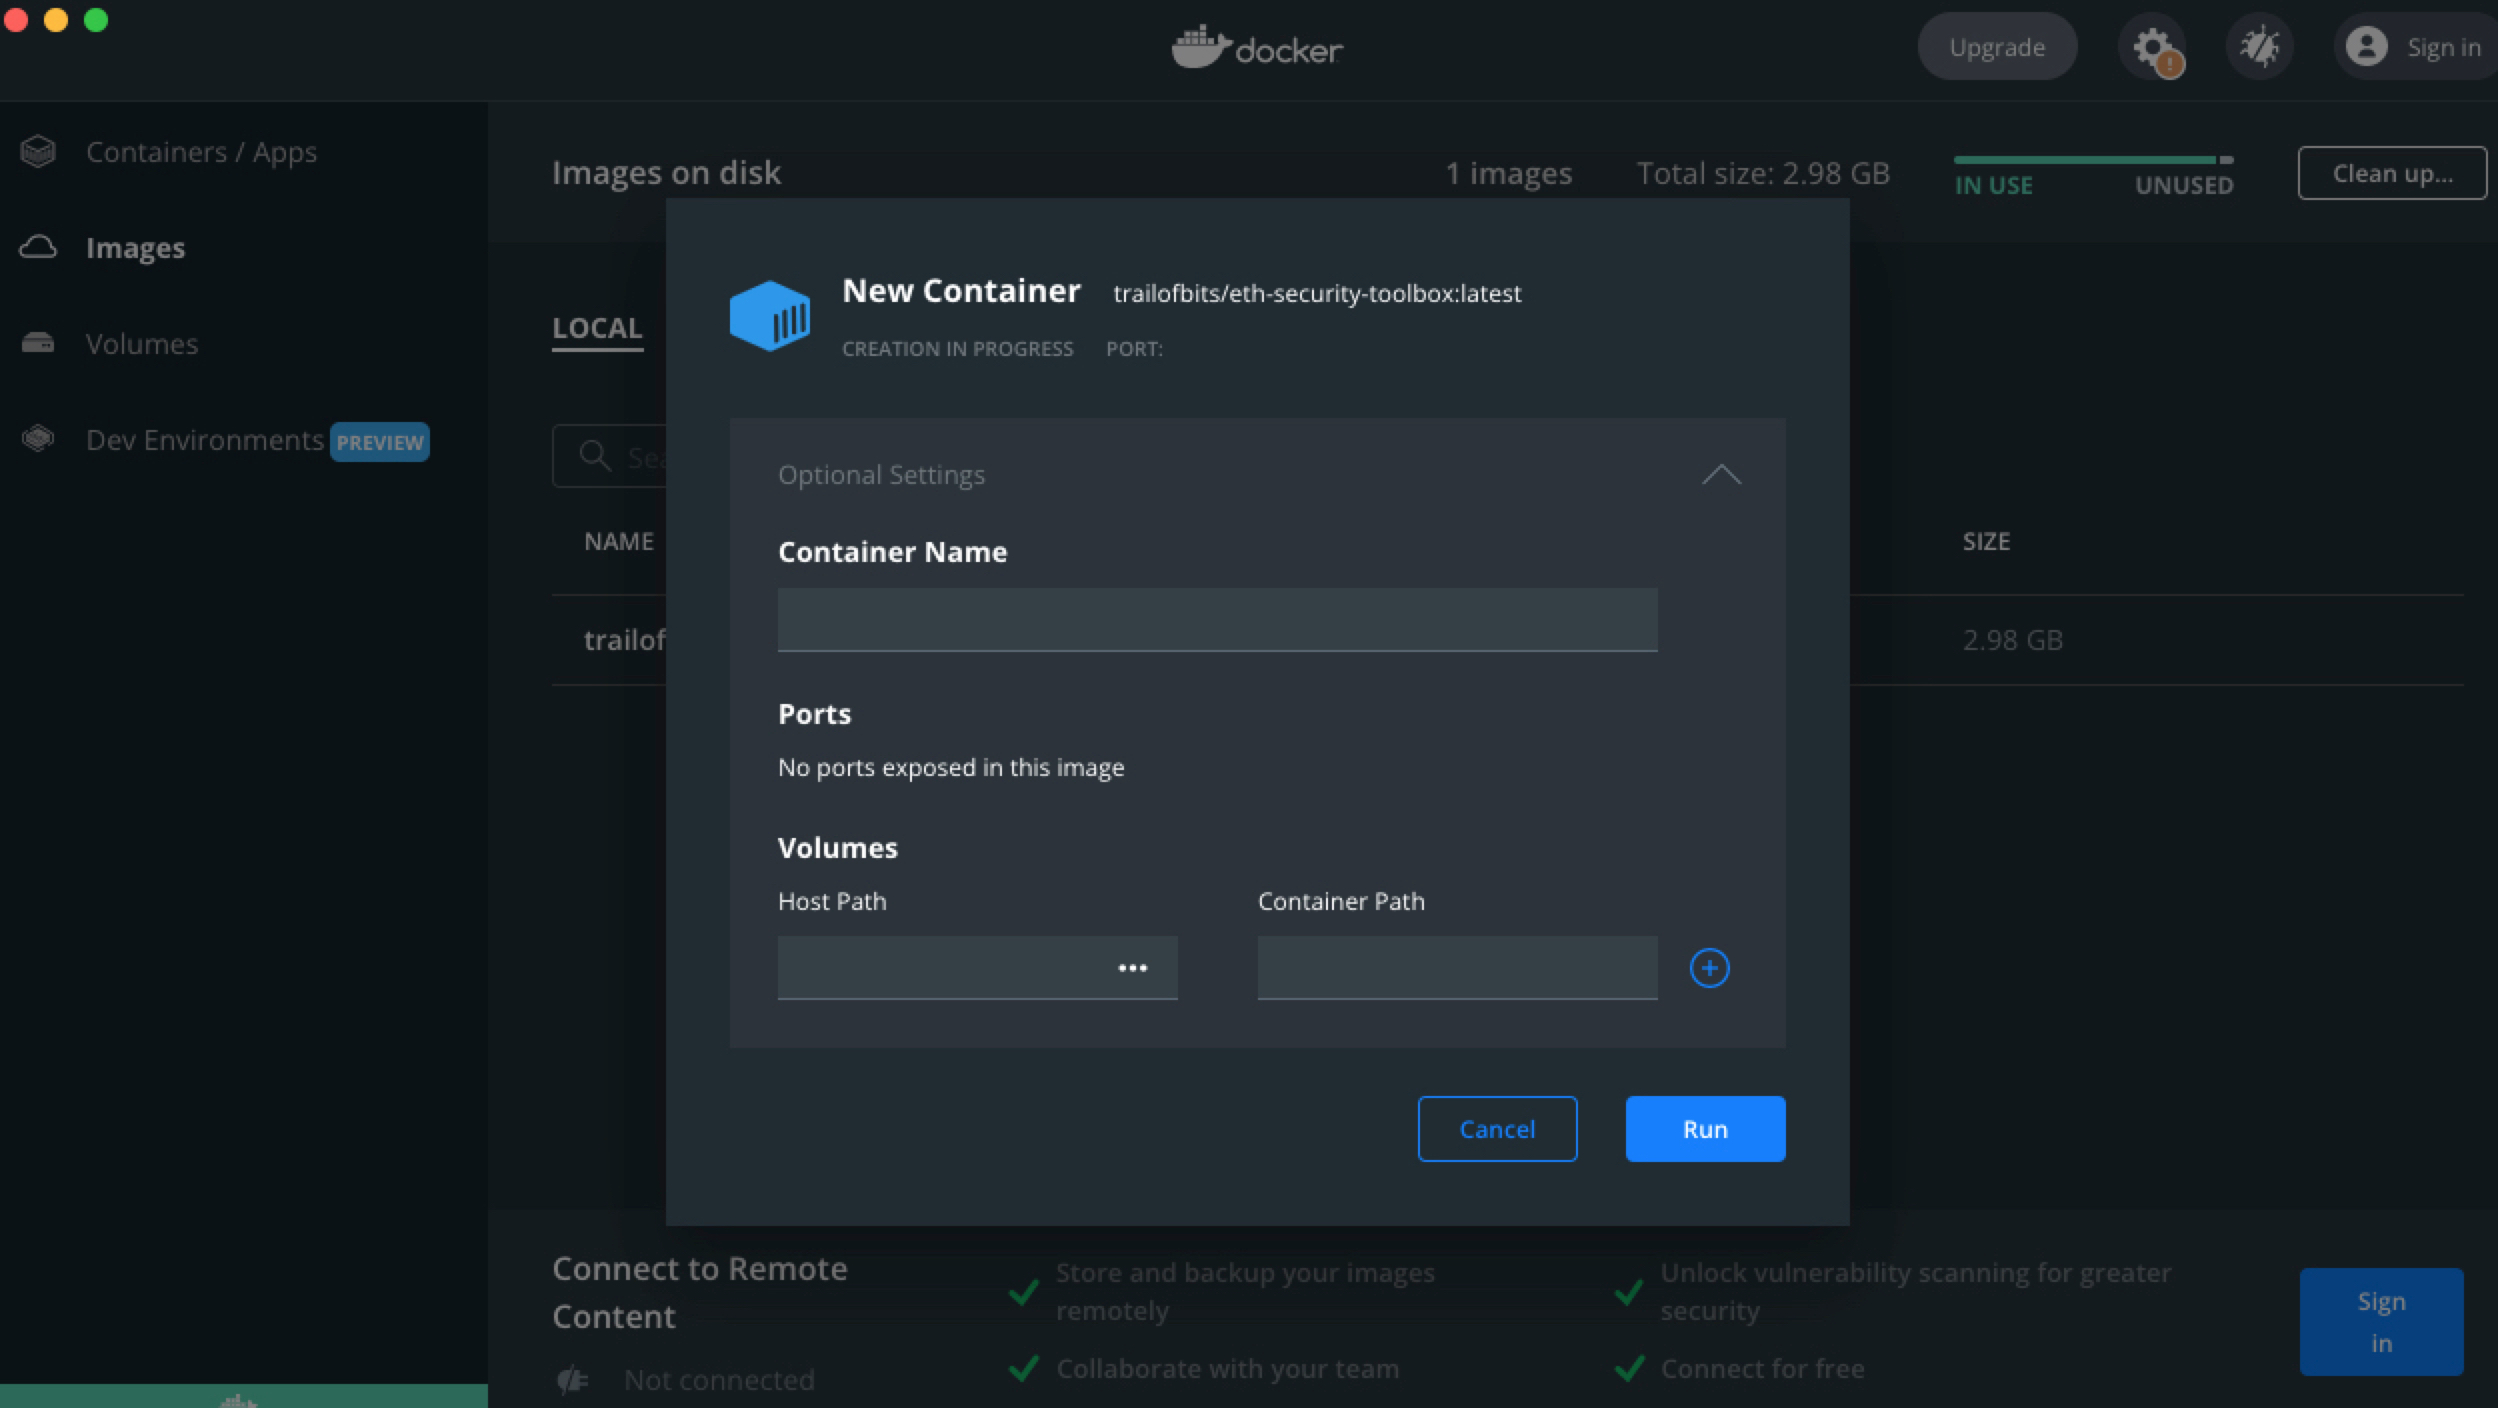 docker
Upgrade
Sign in
Containers / Apps
Images
Volumes
Dev Environments PREVIEW
Images on disk
1 images
Total size: 2.98 GB
IN USE
UNUSED
Clean up...
LOCAL
NAME
SIZE
2.98 GB
New Container trailofbits/eth-security-toolbox:latest
CREATION IN PROGRESS PORT:
Optional Settings
Container Name
Ports
No ports exposed in this image
Volumes
Host Path
Container Path
Cancel
Run
Connect to Remote
Content
Not connected
Store and backup your images
remotely
Collaborate with your team
Unlock vulnerability scanning for greater
security
Connect for free
Sign
in